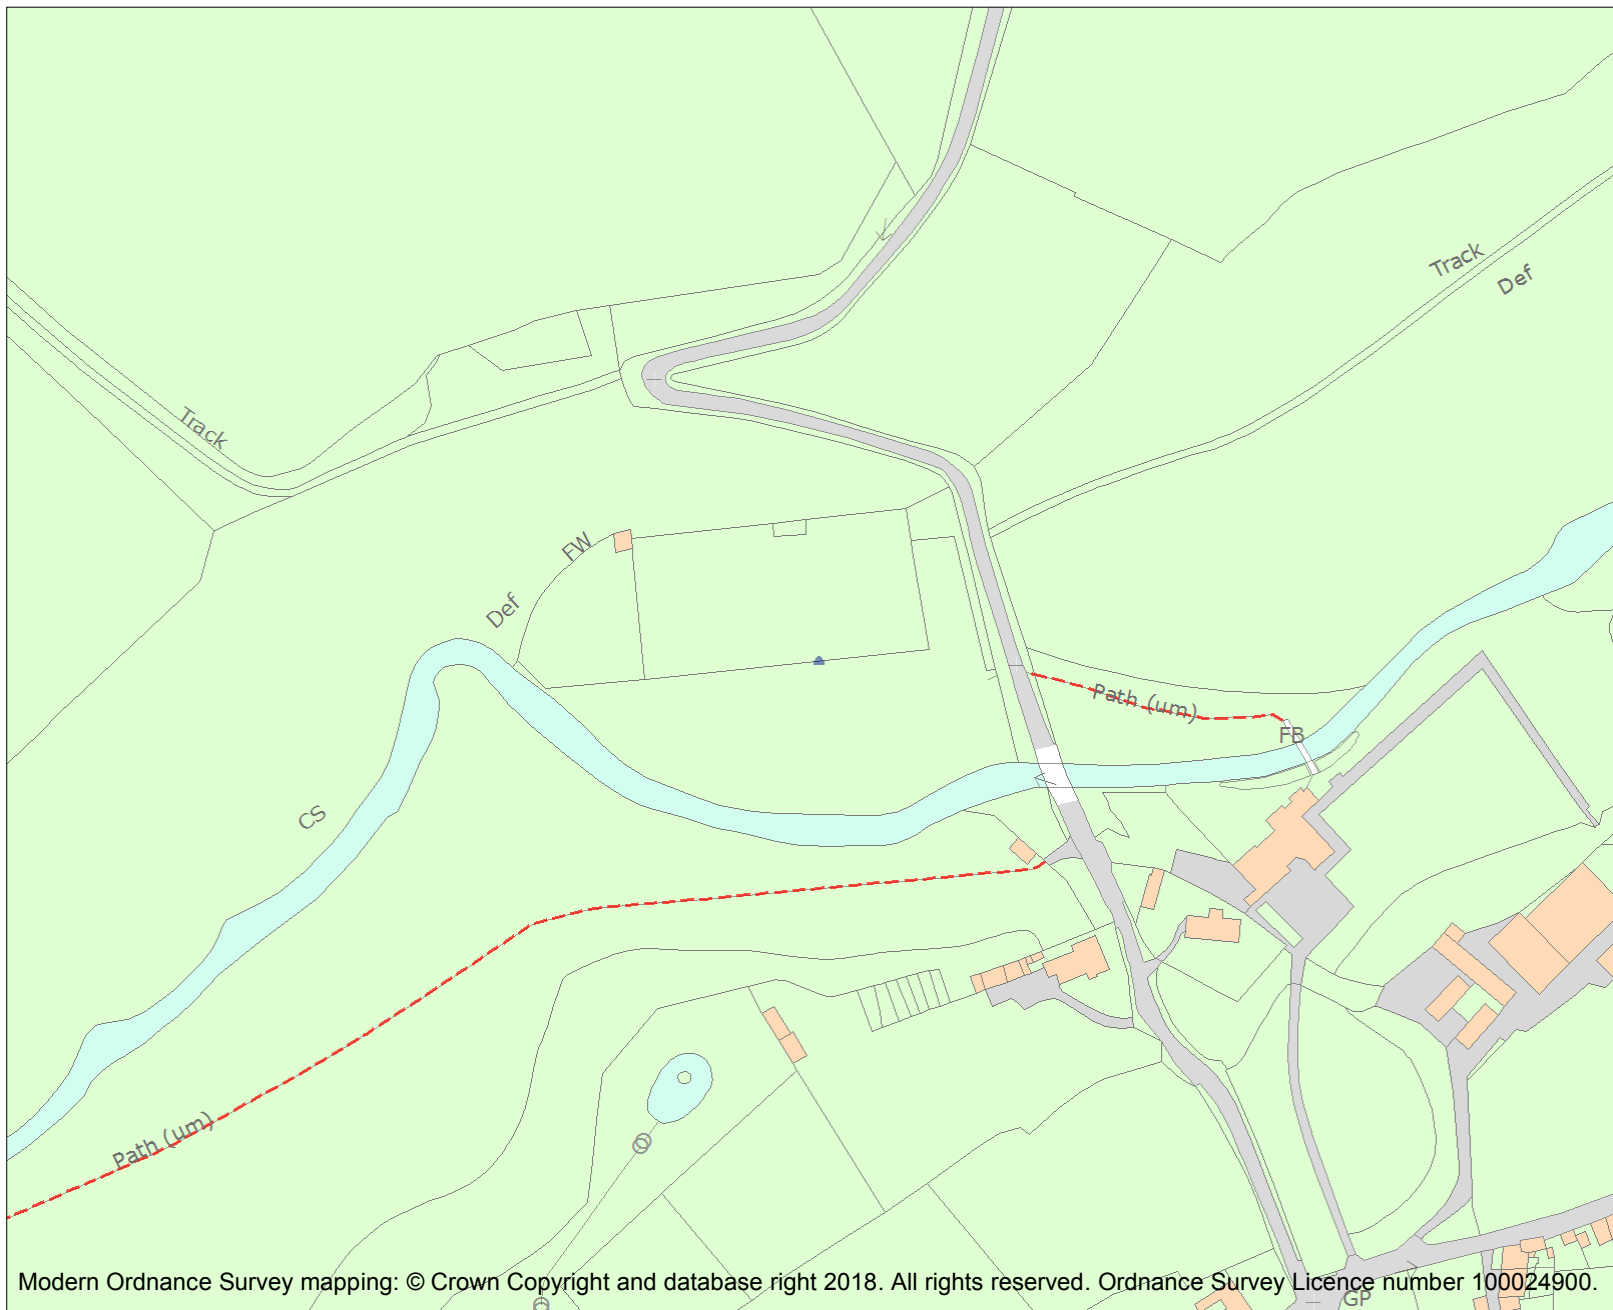 Track
Def
Track
FW
Def
Path (um)
FB
CS
Path (um)
Modern Ordnance Survey mapping: © Crown Copyright and database right 2018. All rights reserved. Ordnance Survey Licence number 100024900.
GP